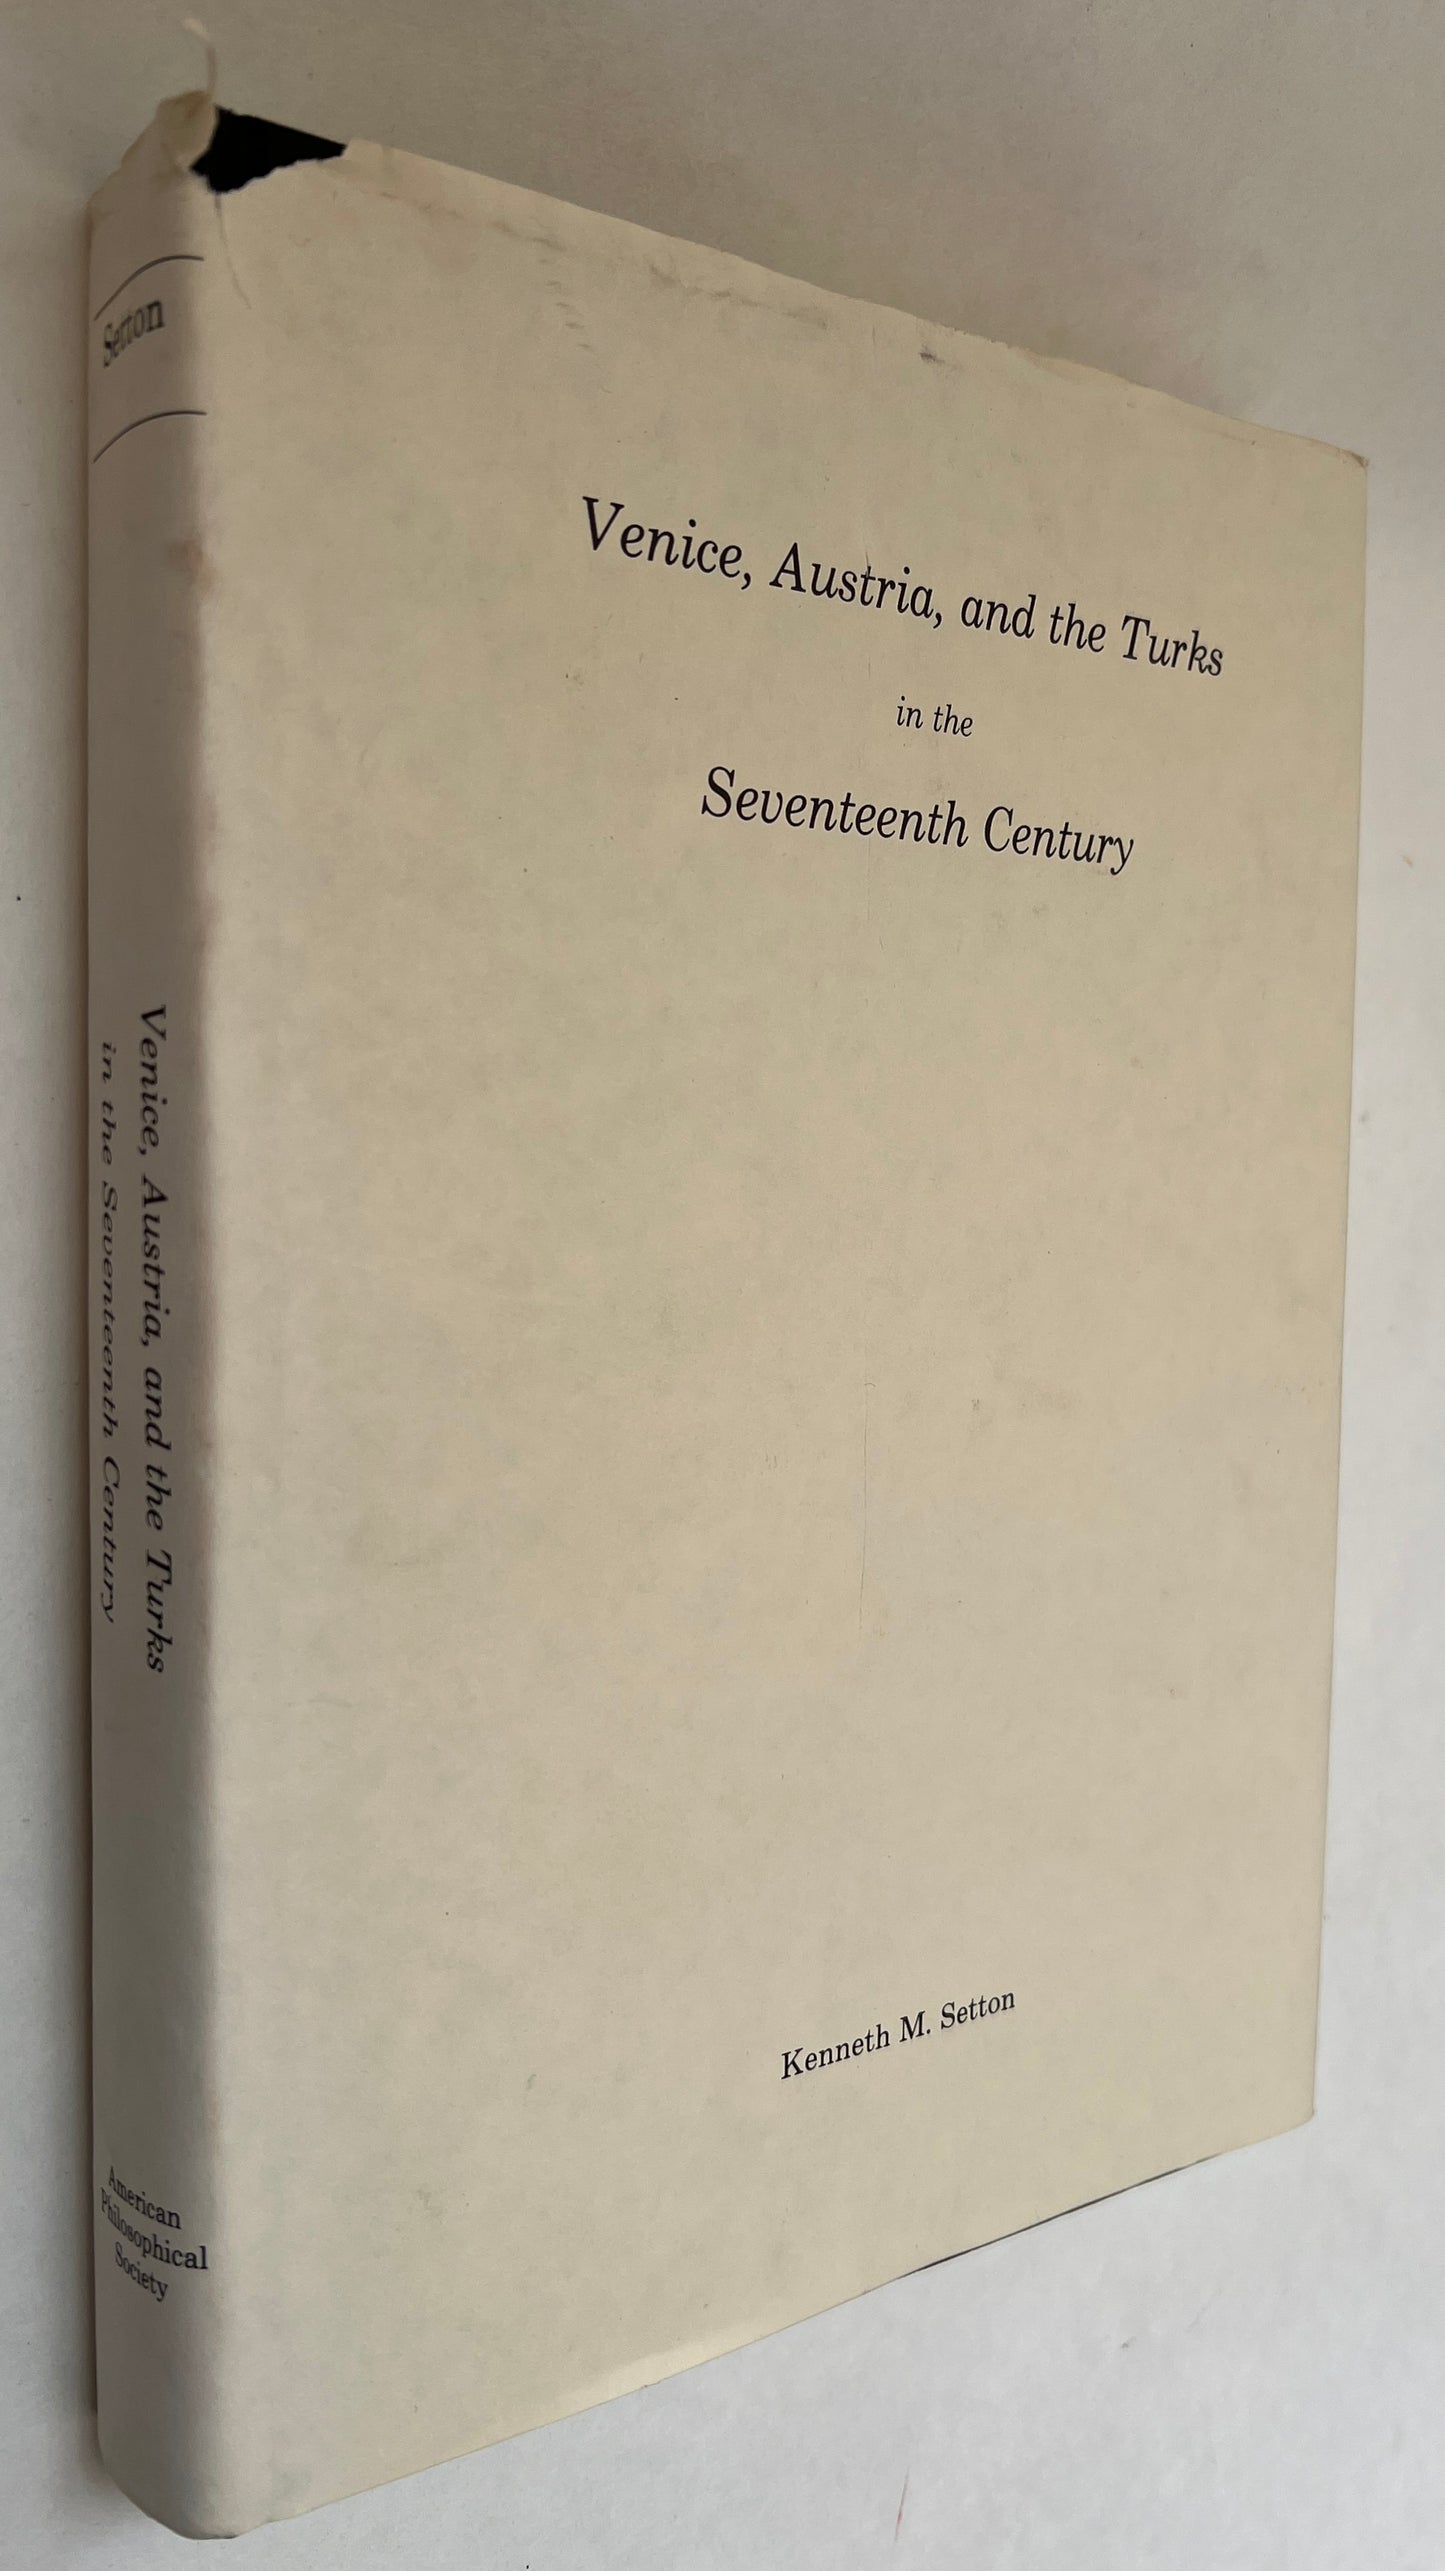 Setton
Venice, Austria, and the Turks
in the Seventeenth Century
American
Philosophical
Society
Venice, Austria, and the Turks
in the
Seventeenth Century
Kenneth M. Setton